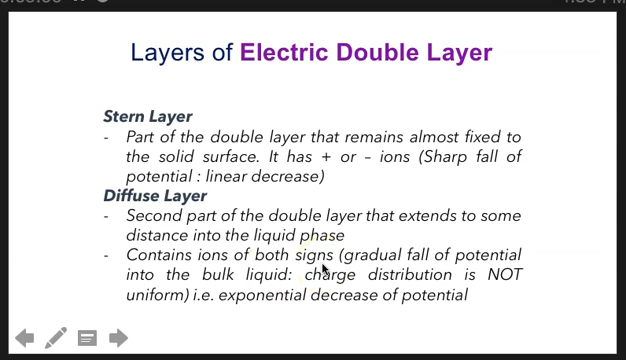 Layers of Electric Double Layer
Stern Layer
- Part of the double layer that remains almost fixed to
the solid surface. It has + or – ions (Sharp fall of
potential : linear decrease)
Diffuse Layer
- Second part of the double layer that extends to some
distance into the liquid phase
- Contains ions of both signs (gradual fall of potential
into the bulk liquid: charge distribution is NOT
uniform) i.e. exponential decrease of potential